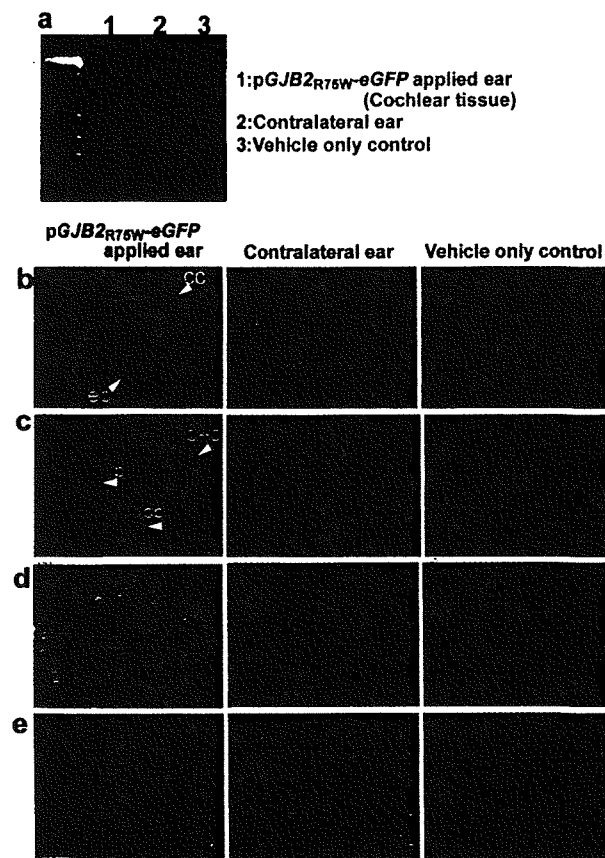 a 1 2 3
1:pGJB2R75W-eGFP applied ear
(Cochlear tissue)
2:Contralateral ear
3:Vehicle only control
pGJB2R75W-eGFP
applied ear
Contralateral ear
Vehicle only control
b
CC
c
CC
d
e